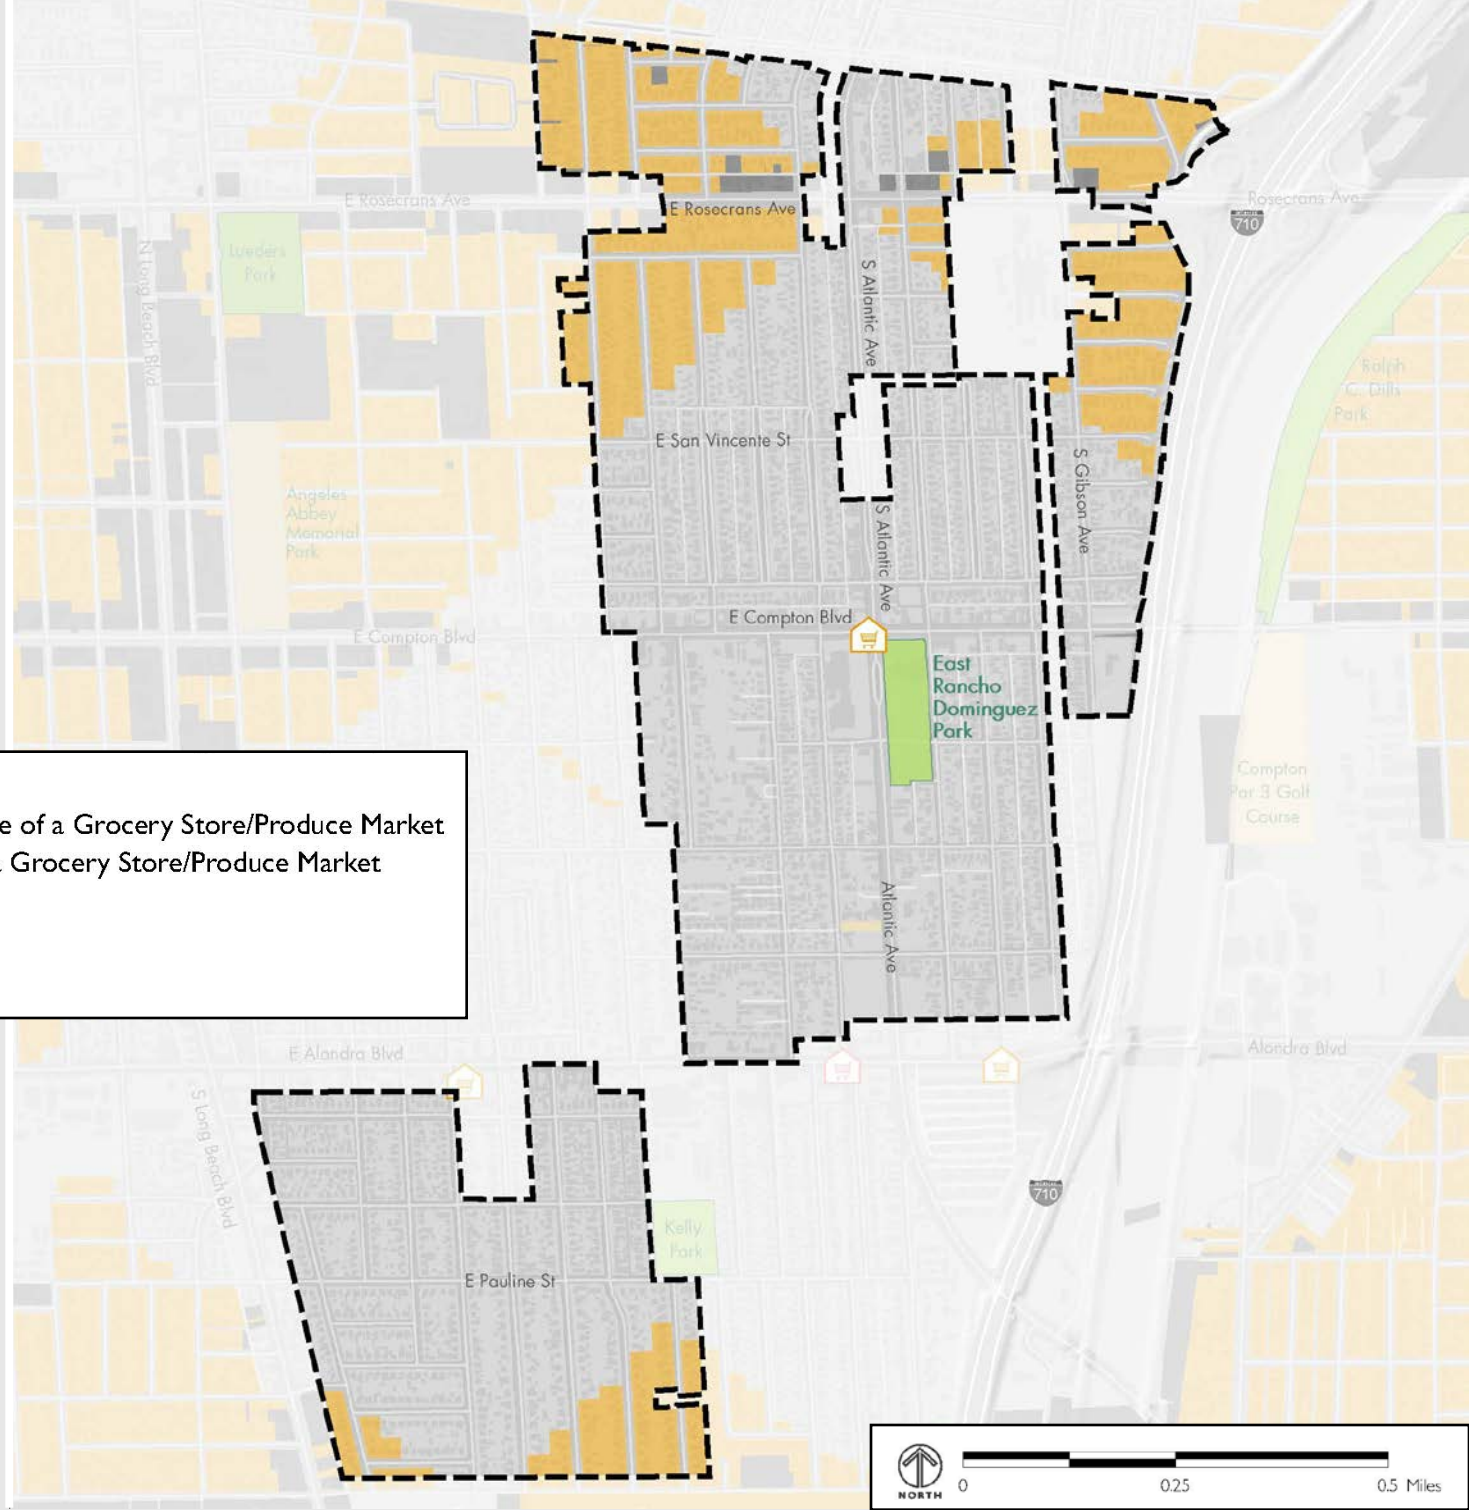 E Rosecrans Ave
E Rosecrans Ave
Rosecrans Ave
710
Lueders
Park
N Long Beach Blvd
S Atlantic Ave
Ralph
C. Dills
Park
E San Vincente St
S Gibson Ave
Angeles
Abbey
Memorial
Park
S Atlantic Ave
E Compton Blvd
E Compton Blvd
East
Rancho
Dominguez
Park
Compton
Par 3 Golf
Course
e of a Grocery Store/Produce Market
Grocery Store/Produce Market
Atlantic Ave
E Alondra Blvd
Alondra Blvd
S Long Beach Blvd
710
Kelly
Park
E Pauline St
NORTH
0
0.25
0.5 Miles